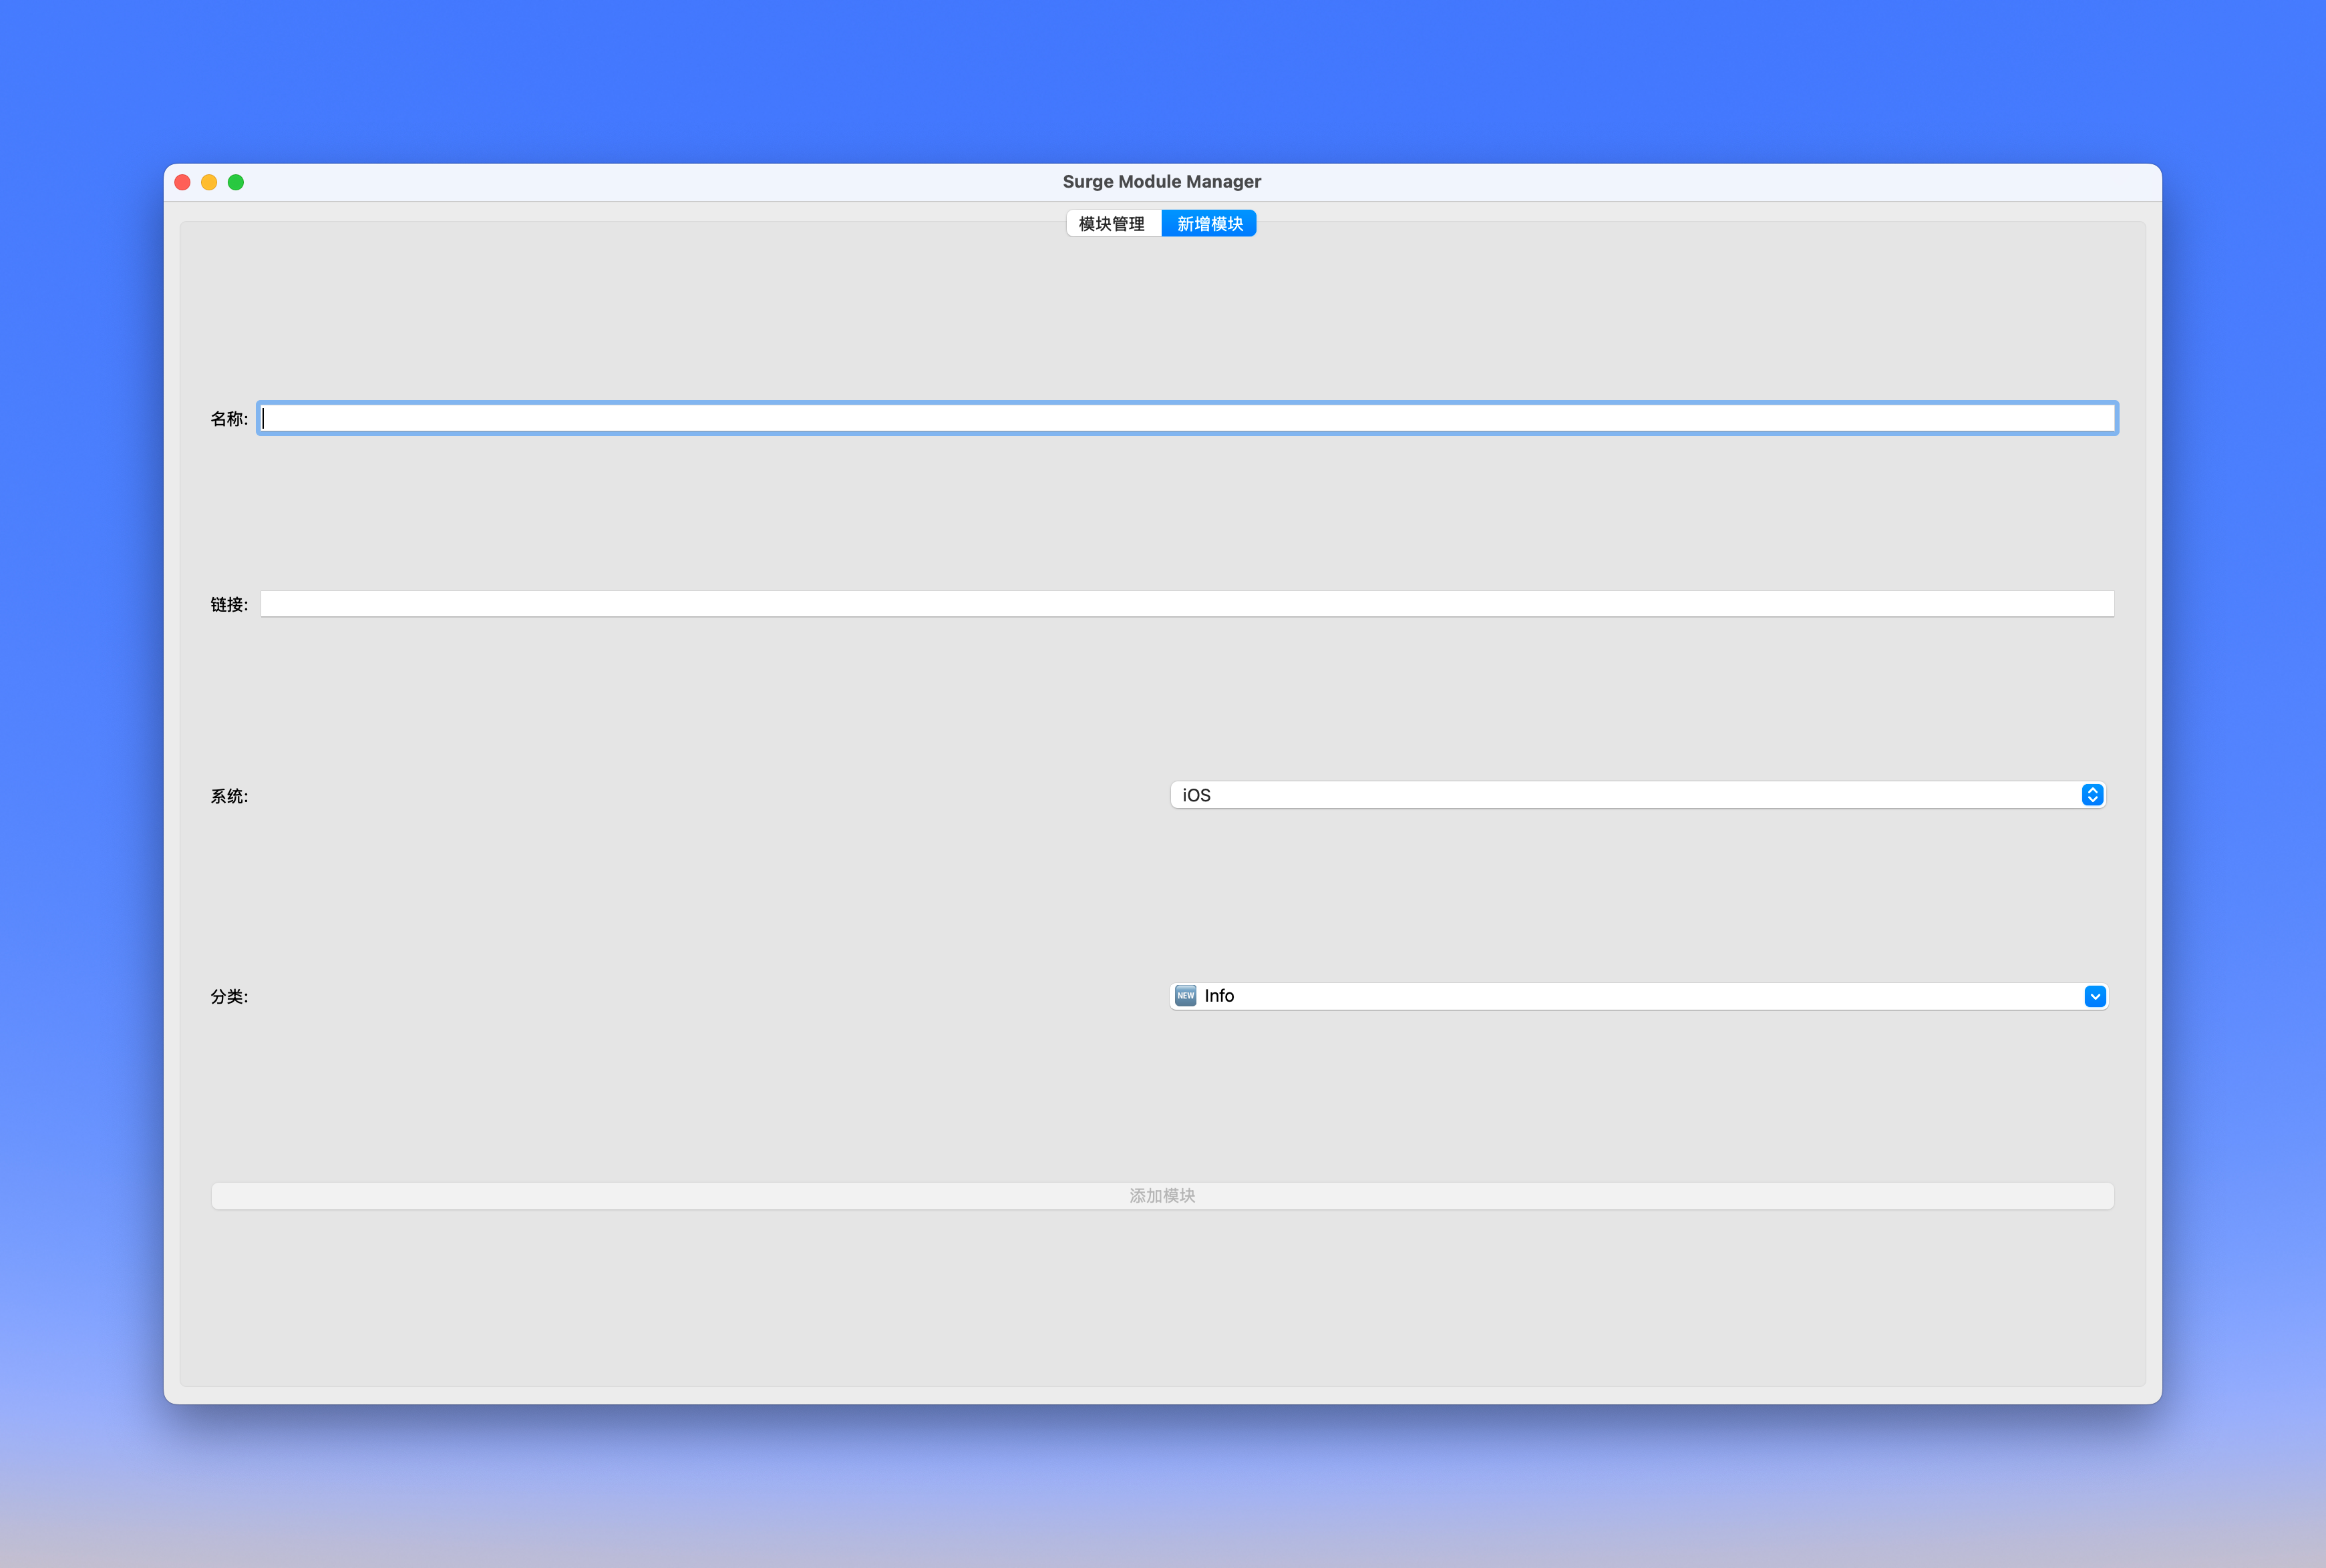 Surge Module Manager
模块管理 新增模块
名称:
链接:
系统: iOS
分类: 🆕 Info
添加模块